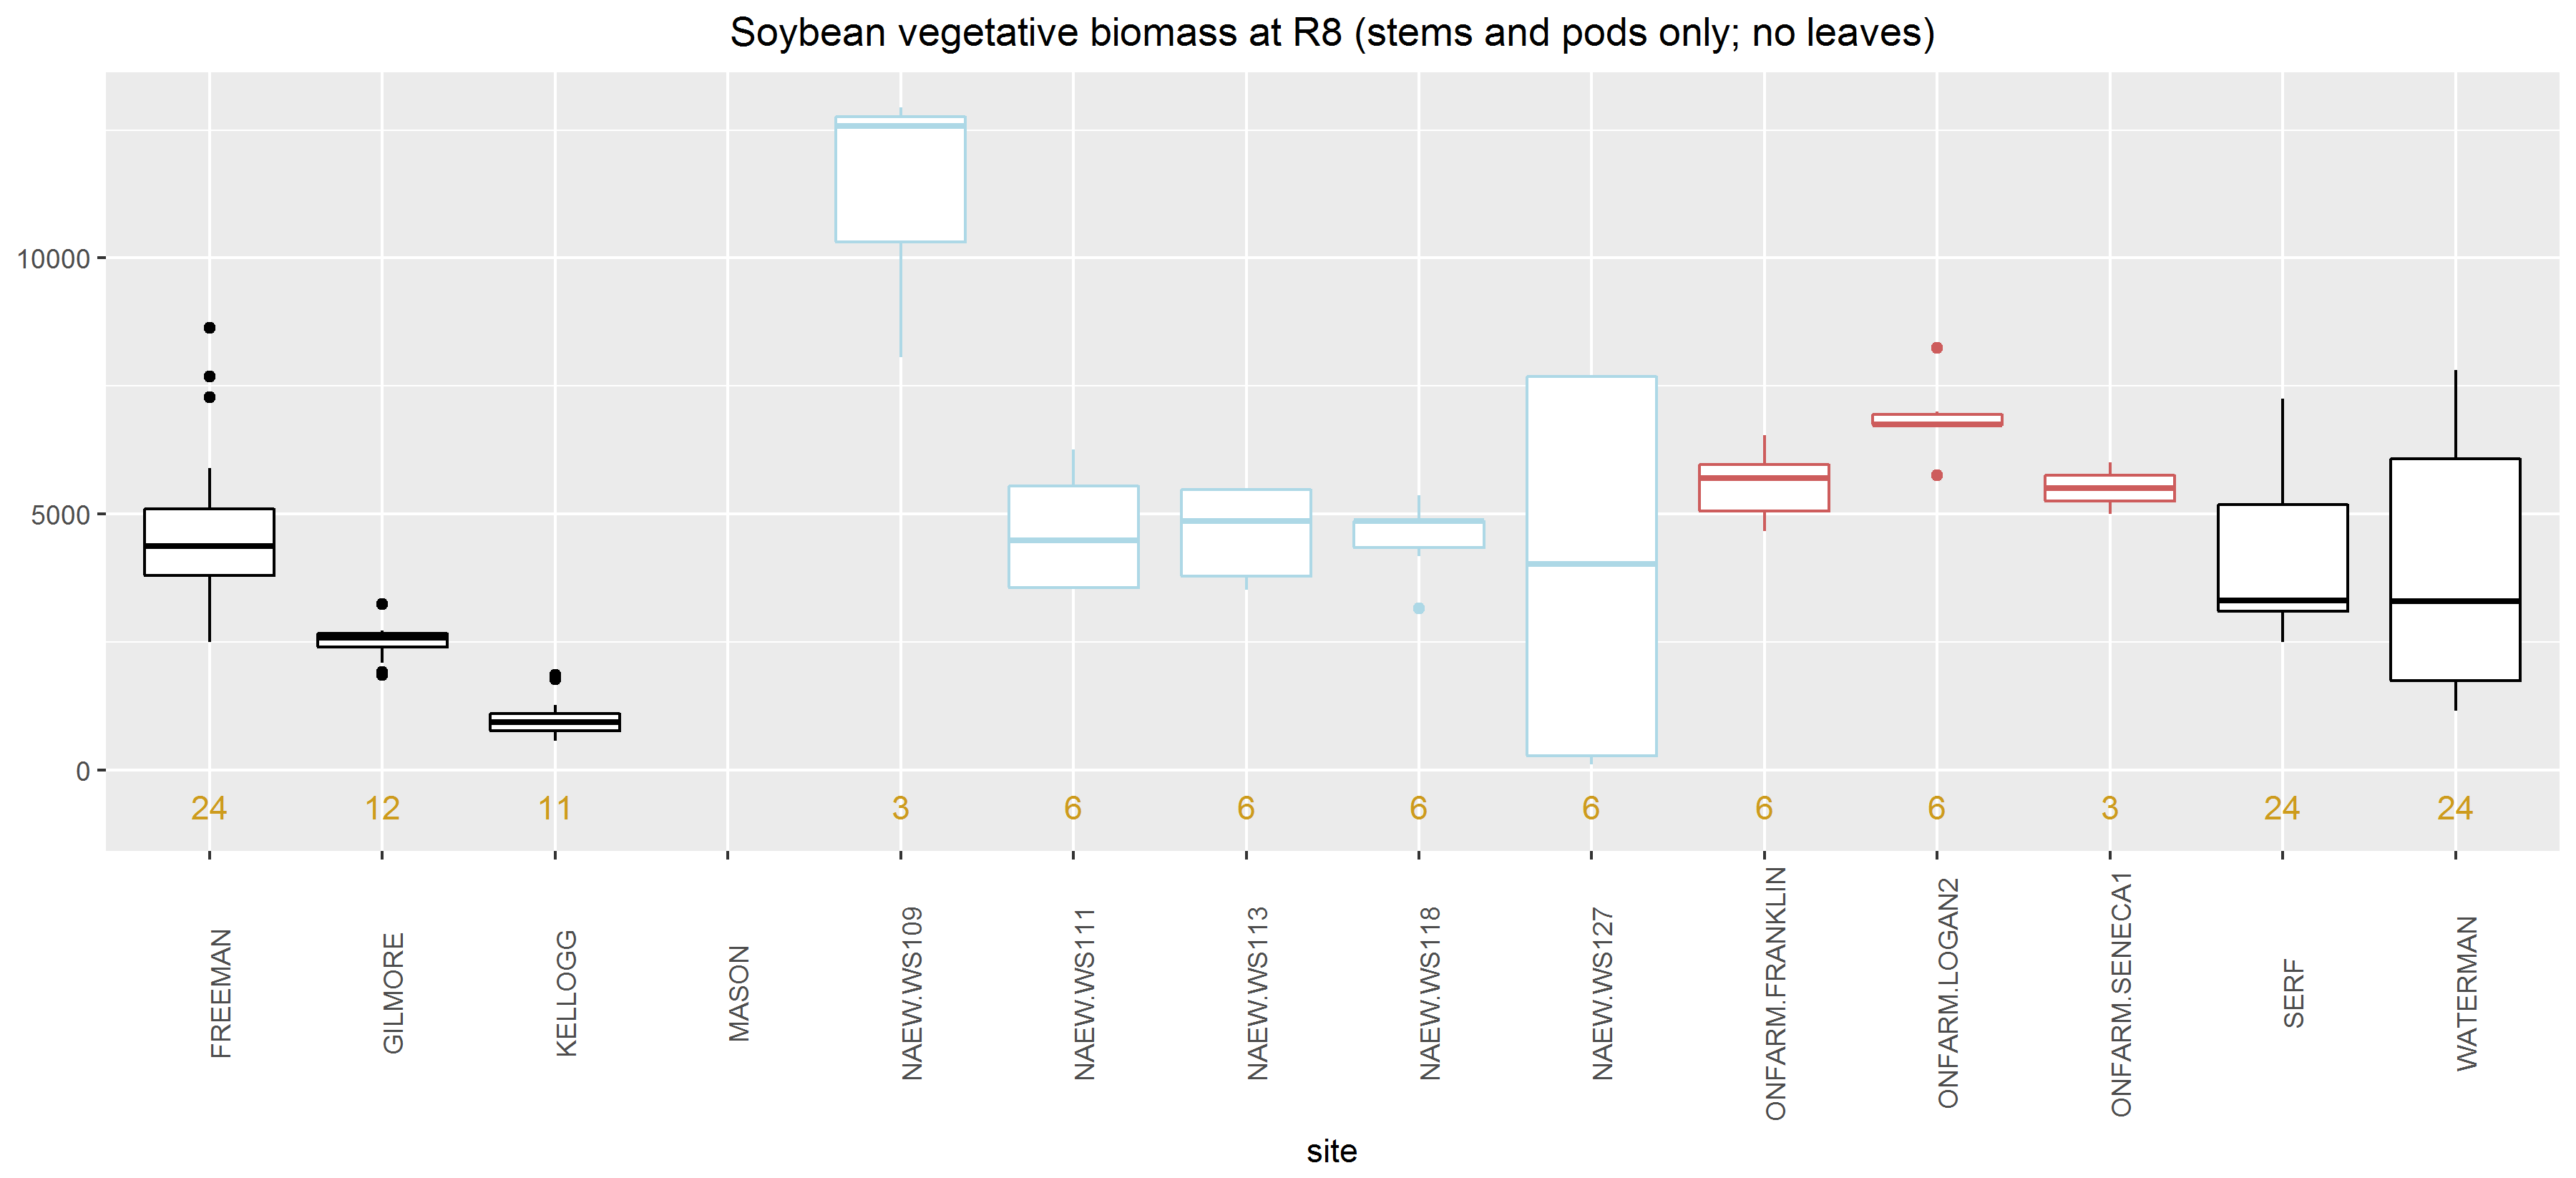 Soybean vegetative biomass at R8 (stems and pods only; no leaves)
10000
5000
0
24 12 11 3 6 6 6 6 6 6 3 24 24
FREEMAN
GILMORE
KELLOGG
MASON
NAEW.WS109
NAEW.WS111
NAEW.WS113
NAEW.WS118
NAEW.WS127
ONFARM.FRANKLIN
ONFARM.LOGAN2
ONFARM.SENECA1
SERF
WATERMAN
site